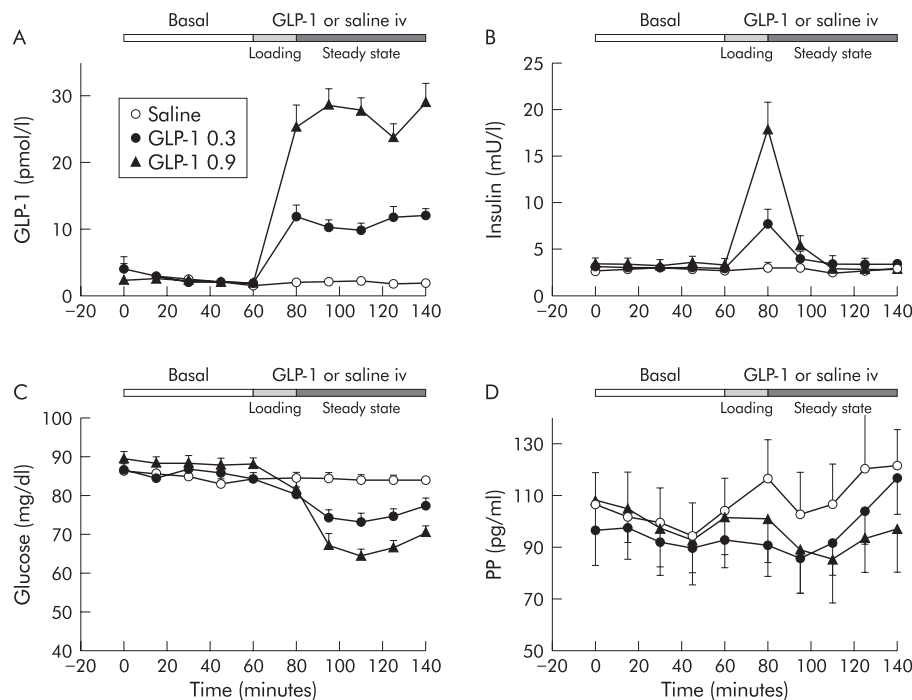 A
Basal
GLP-1 or saline iv
Loading
Steady state
GLP-1 (pmol/l)
30
20
10
0
Saline
GLP-1 0.3
GLP-1 0.9
–20 0 20 40 60 80 100 120 140
B
Basal
GLP-1 or saline iv
Loading
Steady state
Insulin (mU/l)
25
20
15
10
5
0
–20 0 20 40 60 80 100 120 140
C
Basal
GLP-1 or saline iv
Loading
Steady state
Glucose (mg/dl)
100
90
80
70
60
50
40
–20 0 20 40 60 80 100 120 140
Time (minutes)
D
Basal
GLP-1 or saline iv
Loading
Steady state
PP (pg/ml)
130
110
90
70
50
–20 0 20 40 60 80 100 120 140
Time (minutes)